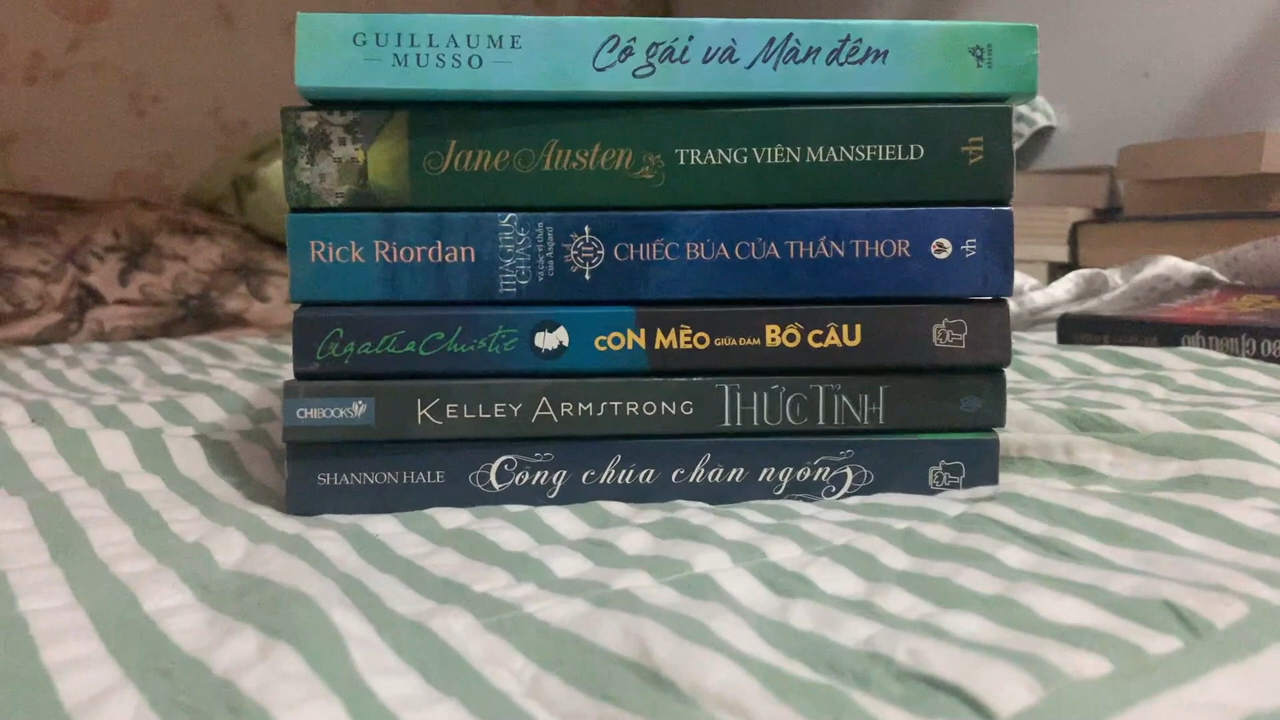 GUILLAUME
MUSSO
Cô gái và Màn đêm
Jane Austen TRANG VIÊN MANSFIELD vh
Rick Riordan
MAGNUS
CHASE
và các vị thần
của Asgard
CHIẾC BÚA CỦA THẦN THOR
vh
Agatha Christie
CON MÈO GIỮA ĐÁM BỒ CÂU
CHIBOOKS
KELLEY ARMSTRONG THỨC TỈNH
SHANNON HALE Công chúa chăn ngỗng